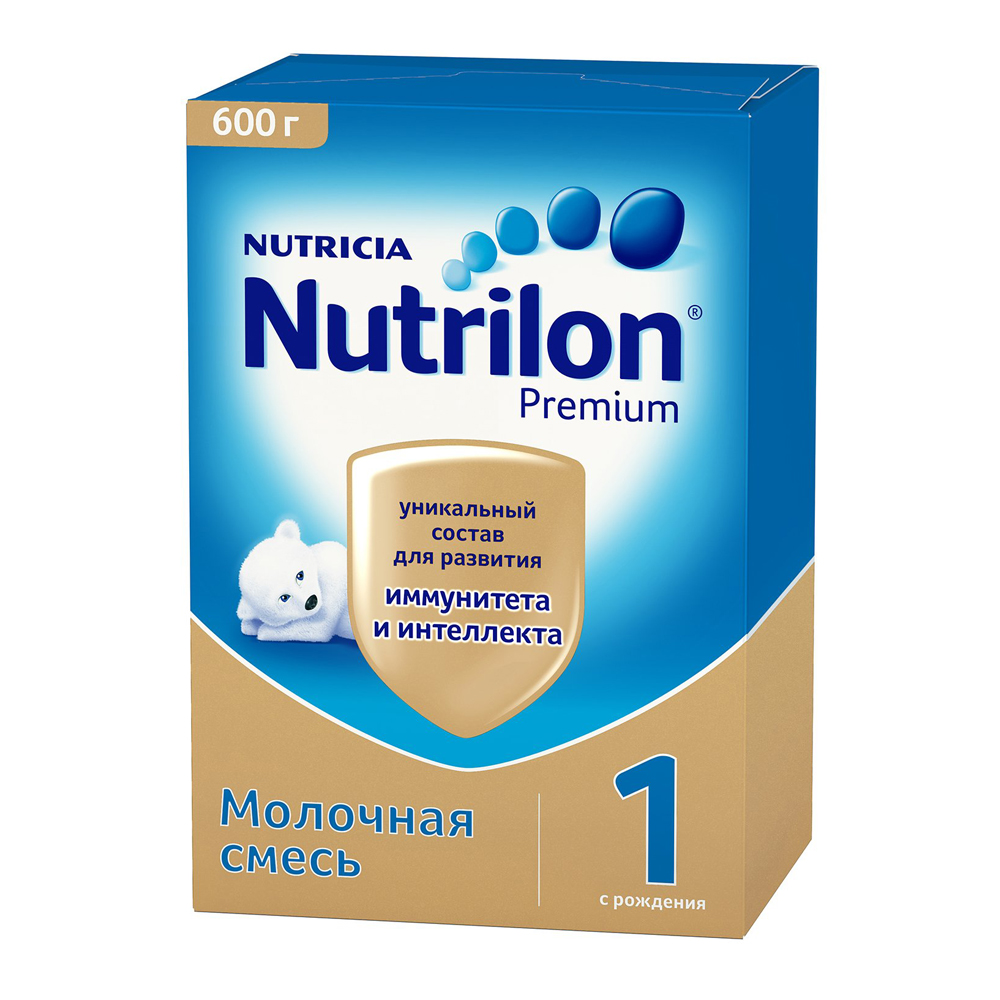 600 г
NUTRICIA
Nutrilon®
Premium
уникальный
состав
для развития
иммунитета
и интеллекта
Молочная
смесь
1
с рождения